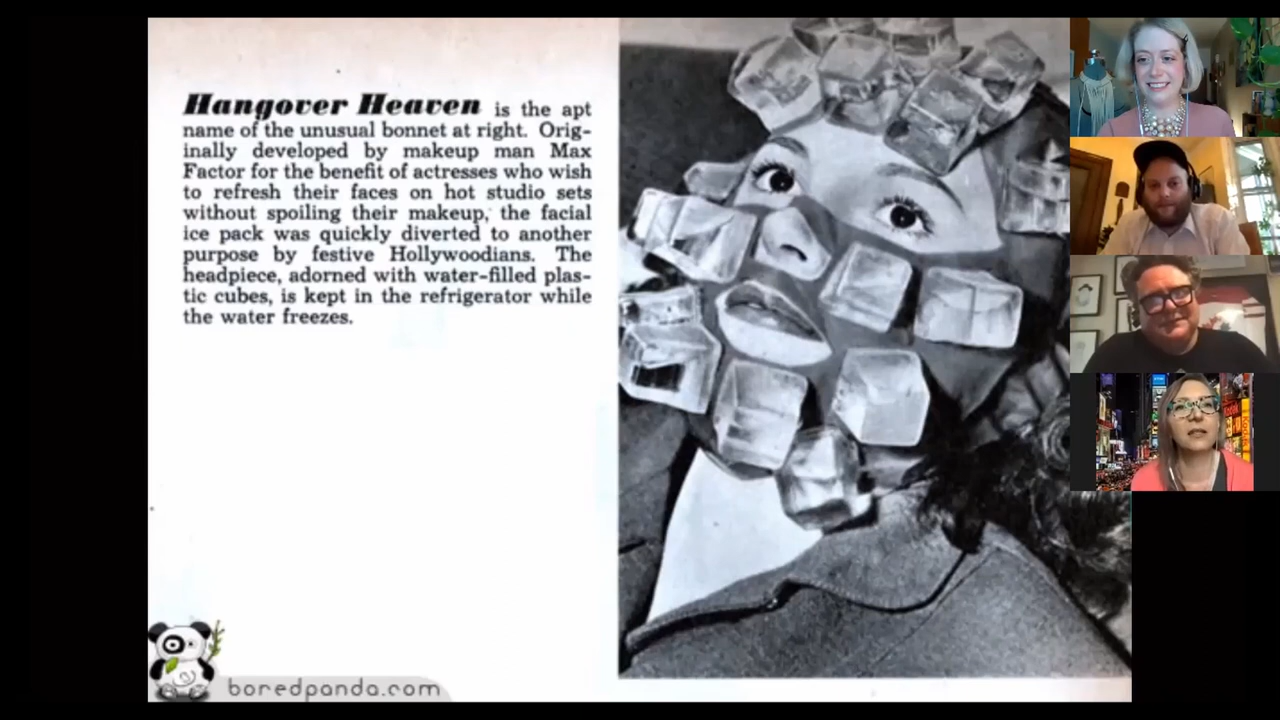 Hangover Heaven is the apt
name of the unusual bonnet at right. Orig-
inally developed by makeup man Max
Factor for the benefit of actresses who wish
to refresh their faces on hot studio sets
without spoiling their makeup, the facial
ice pack was quickly diverted to another
purpose by festive Hollywoodians. The
headpiece, adorned with water-filled plas-
tic cubes, is kept in the refrigerator while
the water freezes.
boredpanda.com